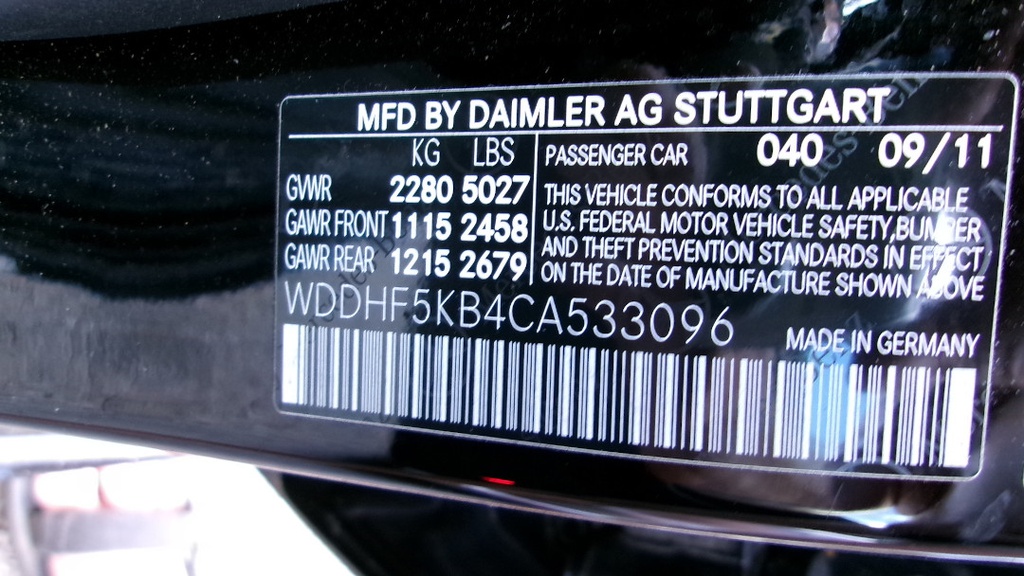 MFD BY DAIMLER AG STUTTGART
KG LBS
GVWR 2280 5027
GAWR FRONT 1115 2458
GAWR REAR 1215 2679
PASSENGER CAR 040 09/11
THIS VEHICLE CONFORMS TO ALL APPLICABLE
U.S. FEDERAL MOTOR VEHICLE SAFETY, BUMPER
AND THEFT PREVENTION STANDARDS IN EFFECT
ON THE DATE OF MANUFACTURE SHOWN ABOVE
WDDHF5KB4CA533096
MADE IN GERMANY